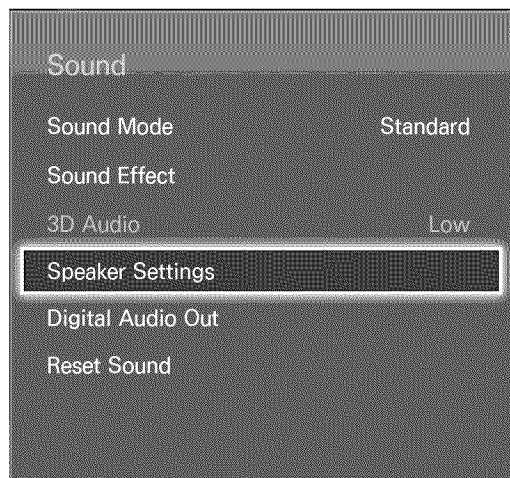 Sound
Sound Mode Standard
Sound Effect
3D Audio Low
Speaker Settings
Digital Audio Out
Reset Sound